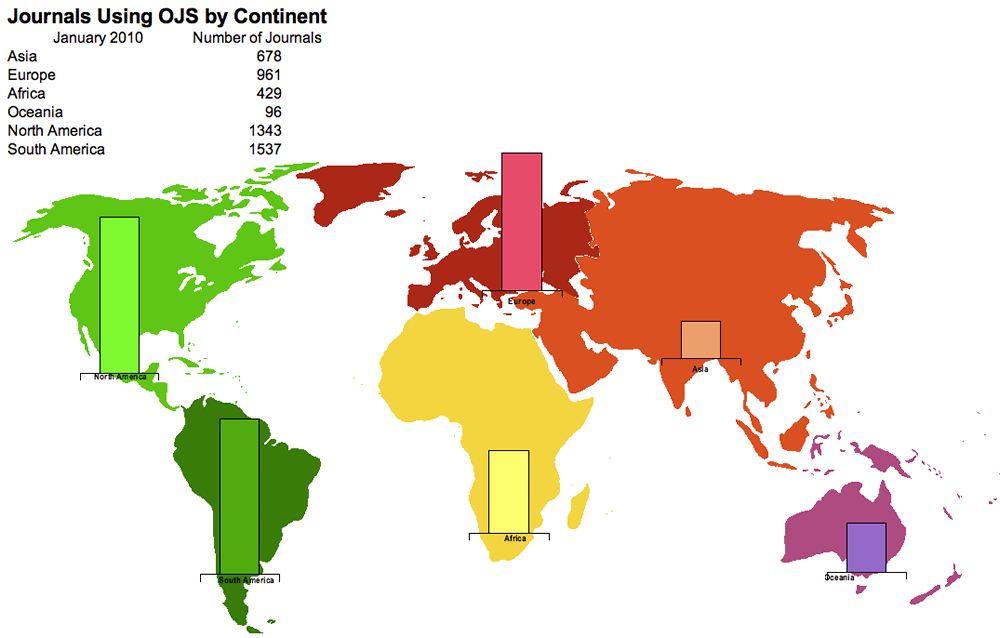 Journals Using OJS by Continent
January 2010 Number of Journals
Asia 678
Europe 961
Africa 429
Oceania 96
North America 1343
South America 1537
Europe
Asia
North America
Africa
Oceania
South America